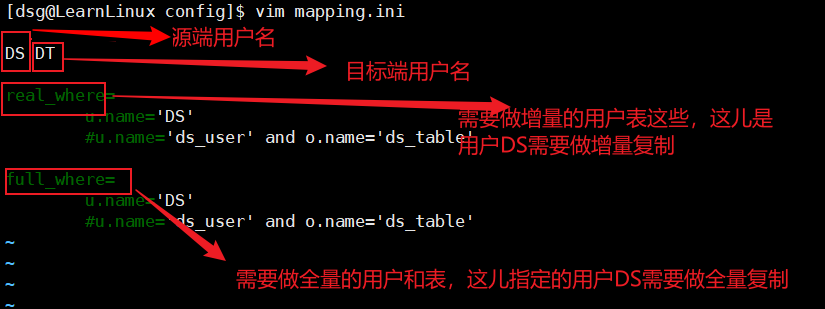 [dsg@LearnLinux config]$ vim mapping.ini
源端用户名
DS DT
目标端用户名
real_where=
需要做增量的用户表这些，这儿是
u.name='DS'
用户DS需要做增量复制
#u.name='ds_user' and o.name='ds_table'
full_where=
u.name='DS'
#u.name='ds_user' and o.name='ds_table'
~
~
需要做全量的用户和表，这儿指定的用户DS需要做全量复制
~
~